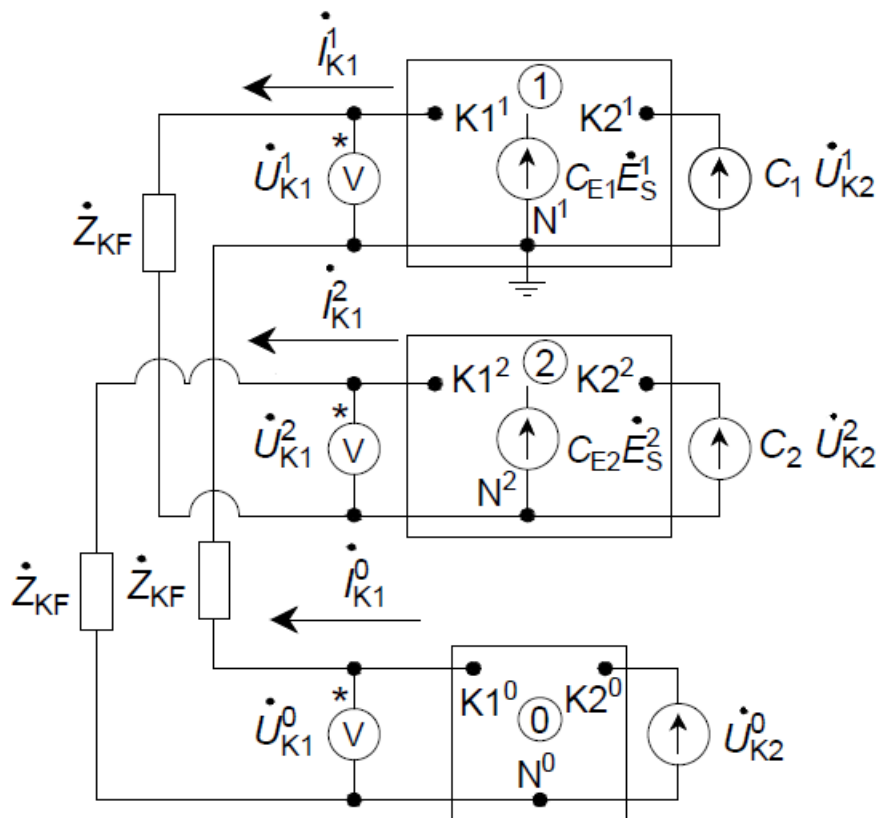 İ¹K1
1
K1¹ K2¹
* V
U̇¹K1
CE1Ė¹S
C1 U̇¹K2
ŻKF
N¹
İ²K1
2
K1² K2²
* V
U̇²K1
CE2Ė²S
C2 U̇²K2
N²
ŻKF ŻKF
İ⁰K1
K1⁰ K2⁰
* V
U̇⁰K1
0
U̇⁰K2
N⁰